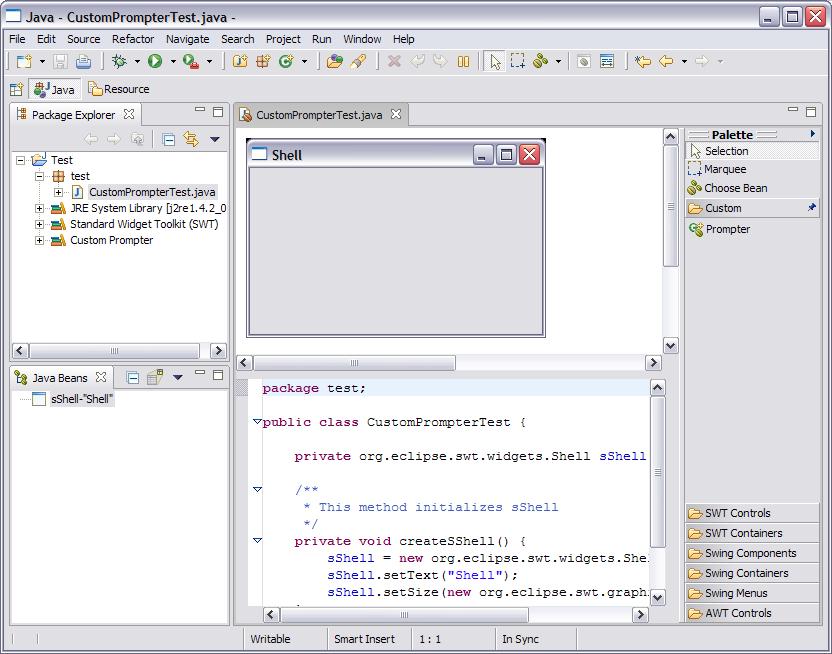 Java - CustomPrompterTest.java -
File Edit Source Refactor Navigate Search Project Run Window Help
Java Resource
Package Explorer
Test
test
CustomPrompterTest.java
JRE System Library [j2re1.4.2_0
Standard Widget Toolkit (SWT)
Custom Prompter
Java Beans
sShell-"Shell"
CustomPrompterTest.java
Shell
package test;
public class CustomPrompterTest {
private org.eclipse.swt.widgets.Shell sShell
/**
* This method initializes sShell
*/
private void createSShell() {
sShell = new org.eclipse.swt.widgets.She
sShell.setText("Shell");
sShell.setSize(new org.eclipse.swt.graph
Palette
Selection
Marquee
Choose Bean
Custom
Prompter
SWT Controls
SWT Containers
Swing Components
Swing Containers
Swing Menus
AWT Controls
Writable Smart Insert 1 : 1 In Sync